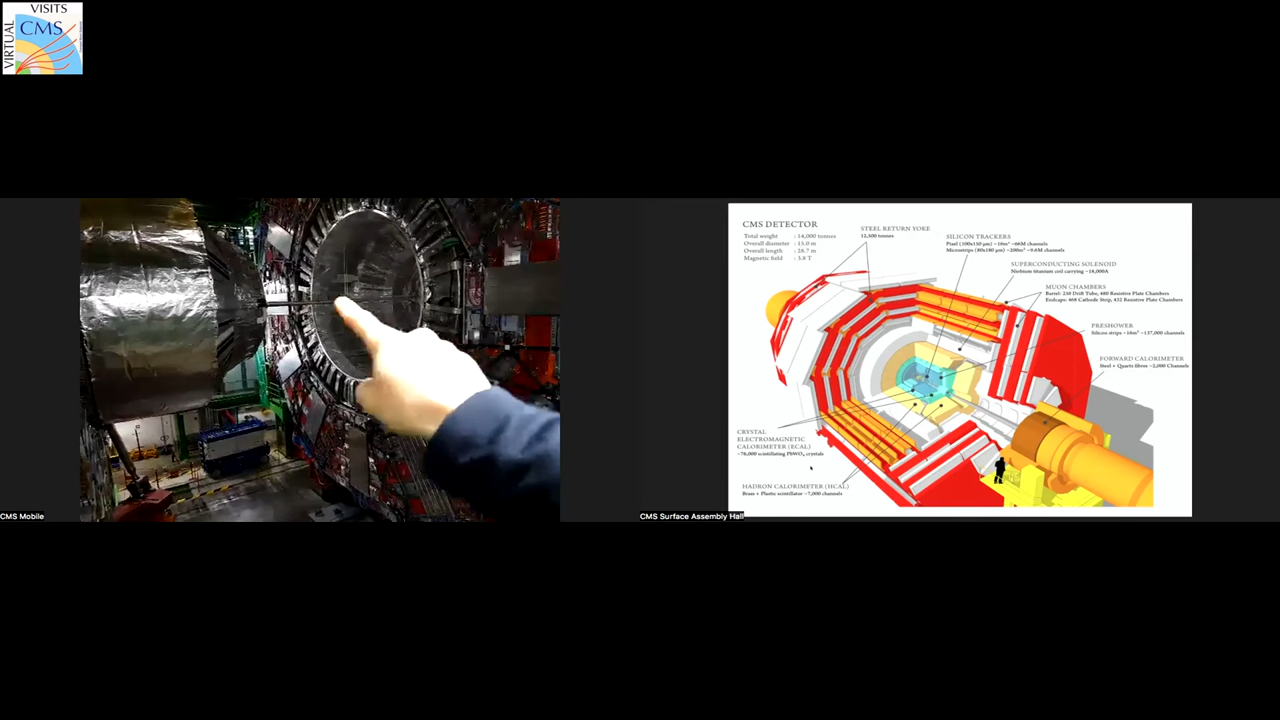 VISITS
CMS
VIRTUAL
CMS DETECTOR
Total weight : 14,000 tonnes
Overall diameter : 15.0 m
Overall length : 28.7 m
Magnetic field : 3.8 T
STEEL RETURN YOKE
12,500 tonnes
SILICON TRACKERS
Pixel (100x150 μm) ~16m² ~66M channels
Microstrips (80x180 μm) ~200m² ~9.6M channels
SUPERCONDUCTING SOLENOID
Niobium titanium coil carrying ~18,000A
MUON CHAMBERS
Barrel: 250 Drift Tube, 480 Resistive Plate Chambers
Endcaps: 468 Cathode Strip, 432 Resistive Plate Chambers
PRESHOWER
Silicon strips ~16m² ~137,000 channels
FORWARD CALORIMETER
Steel + Quartz fibres ~2,000 Channels
CRYSTAL
ELECTROMAGNETIC
CALORIMETER (ECAL)
~76,000 scintillating PbWO₄ crystals
HADRON CALORIMETER (HCAL)
Brass + Plastic scintillator ~7,000 channels
CMS Mobile
CMS Surface Assembly Hall